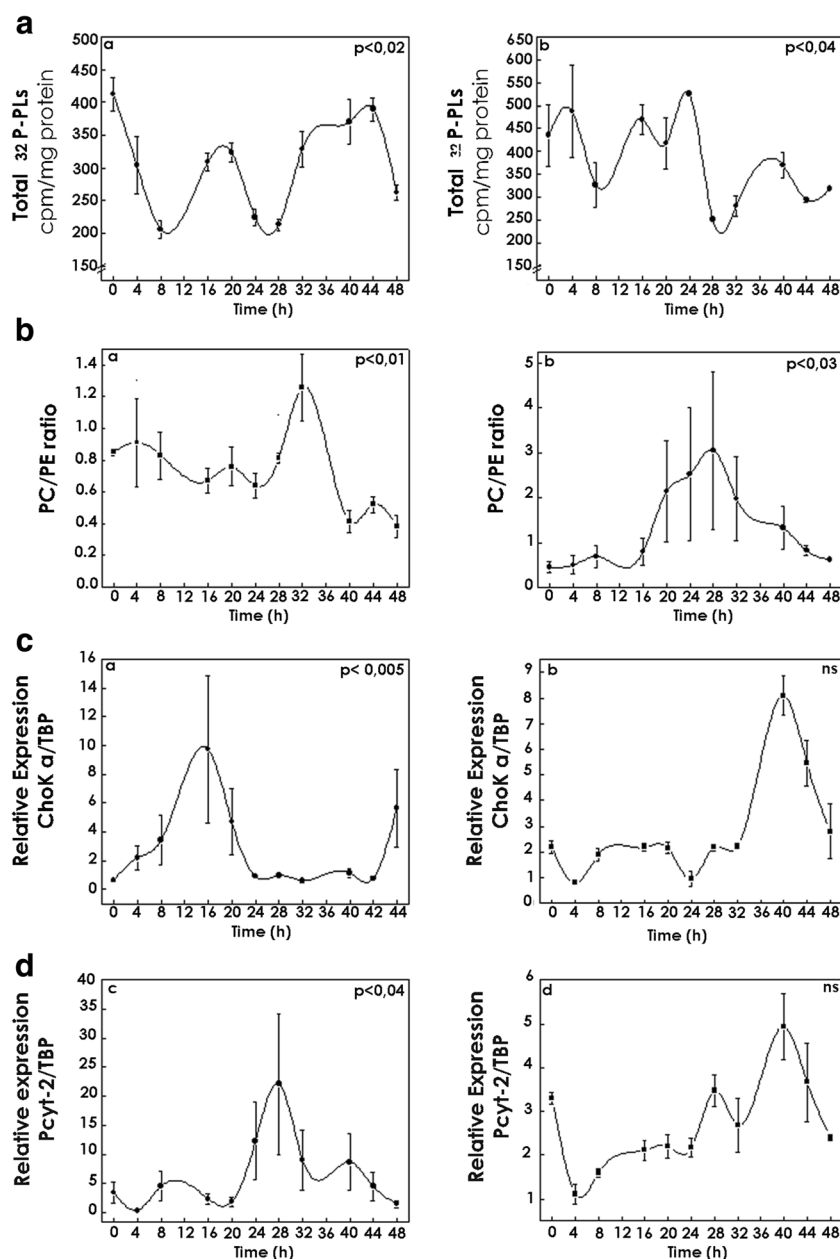 a
a
p<0,02
Total 32 P-PLs
cpm/mg protein
500
450
400
350
300
250
200
150
0 4 8 12 16 20 24 28 32 36 40 44 48
Time (h)
b
p<0,04
Total 32 P-PLs
cpm/mg protein
650
600
550
500
450
400
350
300
250
200
150
0 4 8 12 16 20 24 28 32 36 40 44 48
Time (h)
b
a
p<0,01
PC/PE ratio
1.4
1.2
1.0
0.8
0.6
0.4
0.2
0.0
0 4 8 12 16 20 24 28 32 36 40 44 48
Time (h)
b
p<0,03
PC/PE ratio
5
4
3
2
1
0
0 4 8 12 16 20 24 28 32 36 40 44 48
Time (h)
c
a
p< 0,005
Relative Expression
ChoK α/TBP
16
14
12
10
8
6
4
2
0
0 4 8 12 16 20 24 28 32 36 40 42 44
Time (h)
b
ns
Relative Expression
ChoK α/TBP
9
8
7
6
5
4
3
2
1
0
0 4 8 12 16 20 24 28 32 36 40 44 48
Time (h)
d
c
p<0,04
Relative expression
Pcyt-2/TBP
40
35
30
25
20
15
10
5
0
0 4 8 12 16 20 24 28 32 36 40 44 48
Time (h)
d
ns
Relative Expression
Pcyt-2/TBP
6
5
4
3
2
1
0 4 8 12 16 20 24 28 32 36 40 44 48
Time (h)